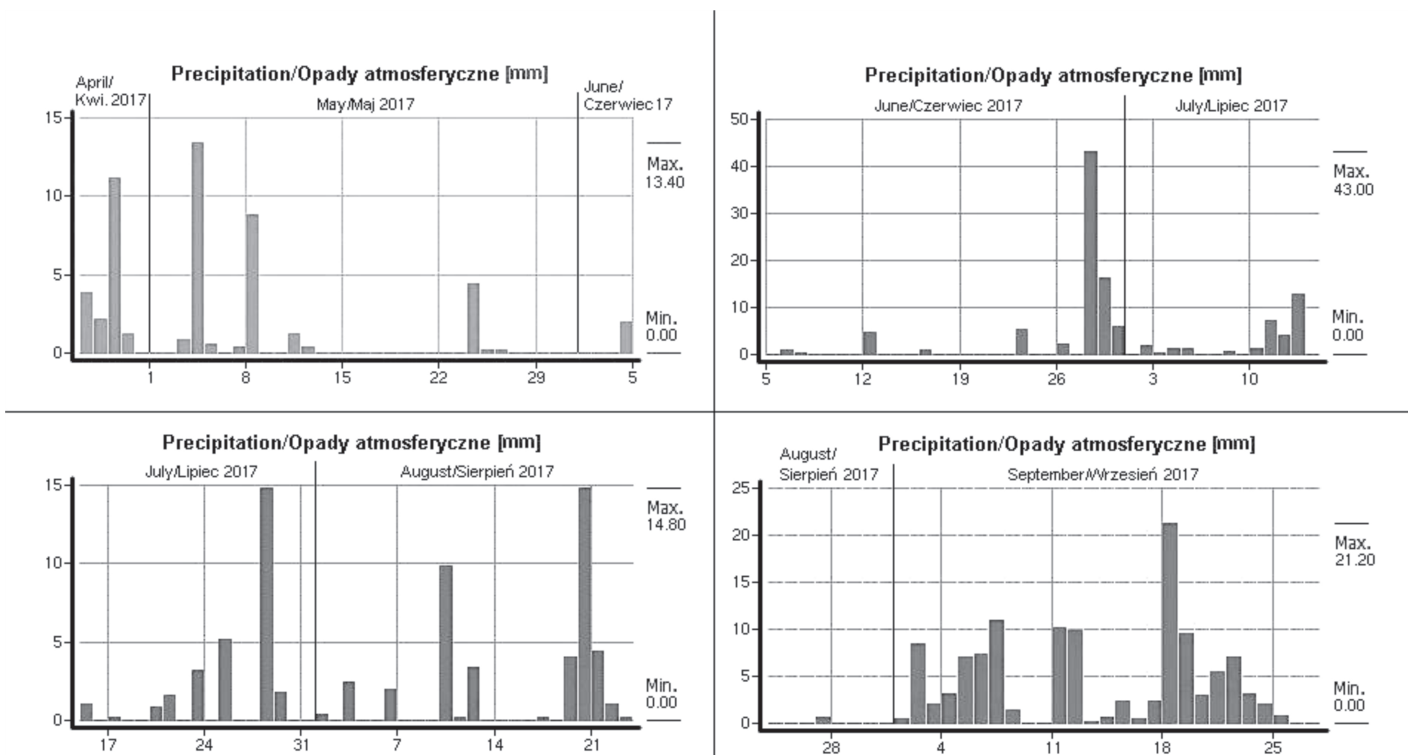 Precipitation/Opady atmosferyczne [mm]
April/
Kwi. 2017
May/Maj 2017
June/
Czerwiec 17
15
10
5
0
Max.
13.40
Min.
0.00
1 8 15 22 29 5
Precipitation/Opady atmosferyczne [mm]
June/Czerwiec 2017 July/Lipiec 2017
50
40
30
20
10
0
Max.
43.00
Min.
0.00
5 12 19 26 3 10
Precipitation/Opady atmosferyczne [mm]
July/Lipiec 2017 August/Sierpień 2017
15
10
5
0
Max.
14.80
Min.
0.00
17 24 31 7 14 21
Precipitation/Opady atmosferyczne [mm]
August/
Sierpień 2017
September/Wrzesień 2017
25
20
15
10
5
0
Max.
21.20
Min.
0.00
28 4 11 18 25